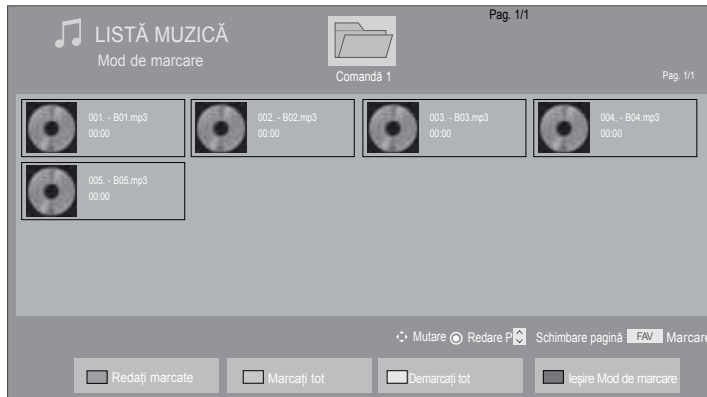 Pag. 1/1
LISTĂ MUZICĂ
Mod de marcare
Comandă 1
Pag. 1/1
001. - B01.mp3
00:00
002. - B02.mp3
00:00
003. - B03.mp3
00:00
004. - B04.mp3
00:00
005. - B05.mp3
00:00
Mutare Redare P Schimbare pagină FAV Marcare
Redați marcate Marcați tot Demarcați tot Ieşire Mod de marcare